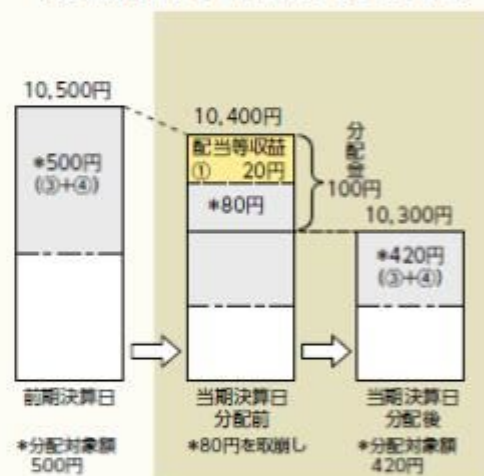 10,500円
*500円
(③+④)
前期決算日
*分配対象額
500円
10,400円
配当等収益
① 20円
*80円
分配金
100円
当期決算日
分配前
*80円を取崩し
10,300円
*420円
(③+④)
当期決算日
分配後
*分配対象額
420円